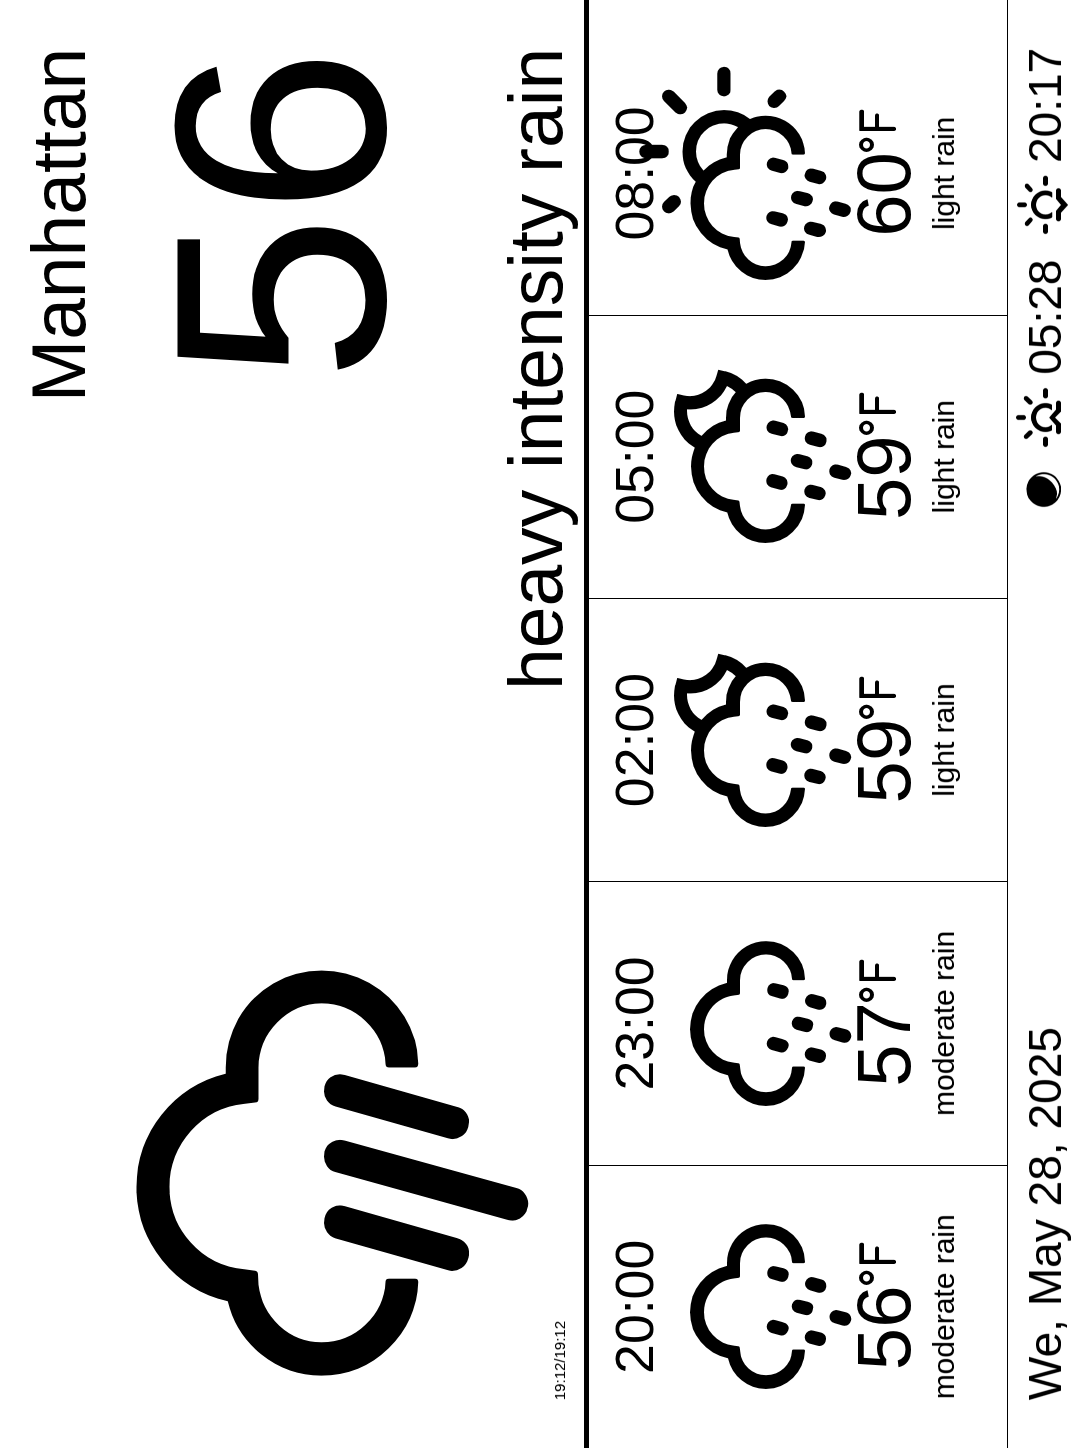 Manhattan
56
heavy intensity rain
19:12/19:12
20:00 23:00 02:00 05:00 08:00
56°F 57°F 59°F 59°F 60°F
moderate rain moderate rain light rain light rain light rain
We, May 28, 2025 05:28 20:17